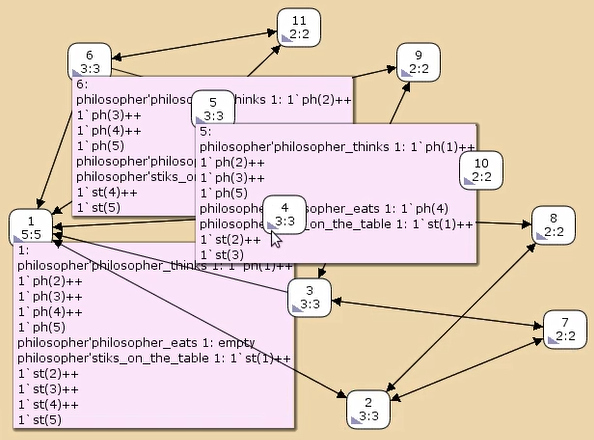 11
2:2
6
3:3
9
2:2
6:
thinks 1: 1`ph(2)++
1`ph(3)++
1`ph(4)++
1`ph(5)
1`st(4)++
1`st(5)
5
3:3
5:
philosopher'philosopher_thinks 1: 1`ph(1)++
1`ph(2)++
1`ph(3)++
1`ph(5)
eats 1: 1`ph(4)
on_the_table 1: 1`st(1)++
1`st(2)++
1`st(3)
10
2:2
4
3:3
1
5:5
8
2:2
1:
philosopher'philosopher_thinks 1: 1`ph(1)++
1`ph(2)++
1`ph(3)++
1`ph(4)++
1`ph(5)
philosopher'philosopher_eats 1: empty
philosopher'stiks_on_the_table 1: 1`st(1)++
1`st(2)++
1`st(3)++
1`st(4)++
1`st(5)
3
3:3
7
2:2
2
3:3